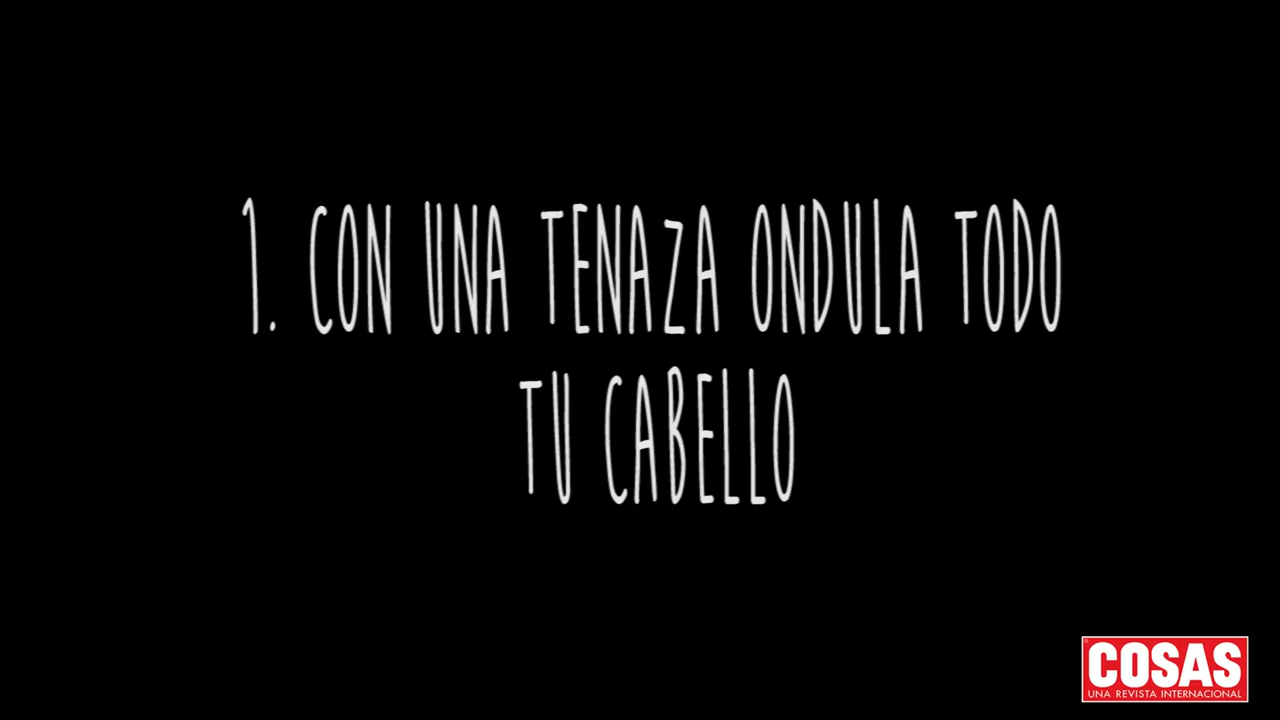 1. CON UNA TENAZA ONDULA TODO
TU CABELLO
COSAS
UNA REVISTA INTERNACIONAL